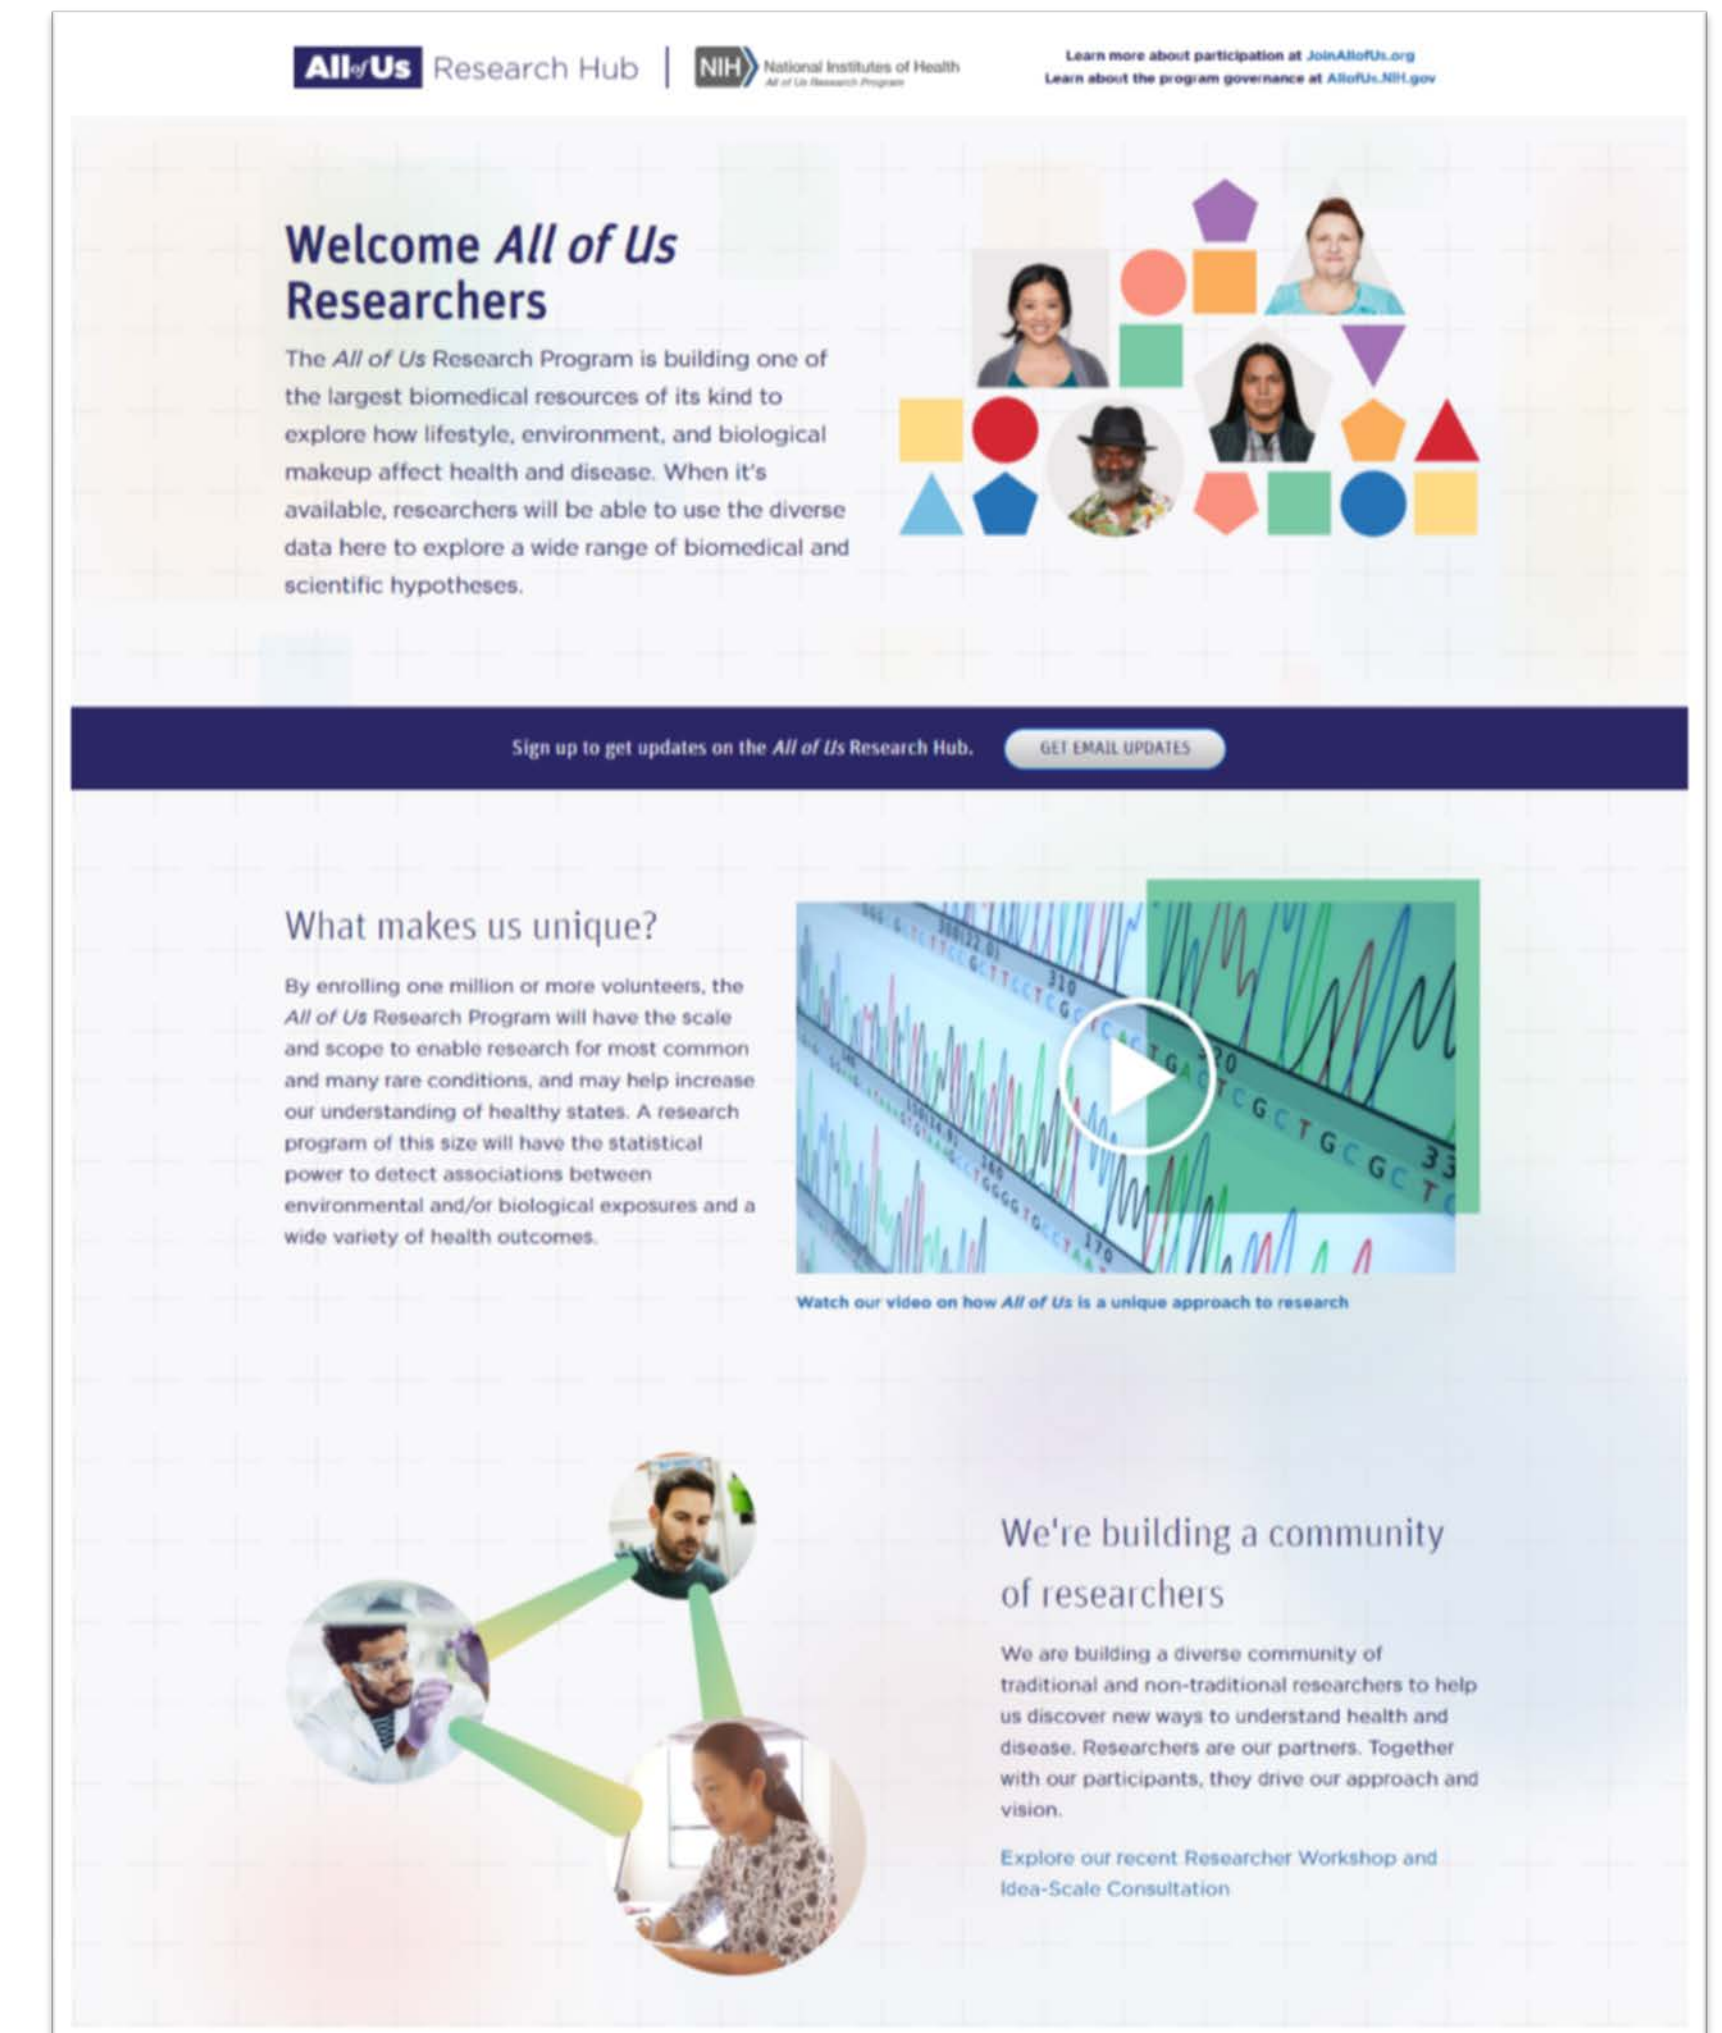 All of Us Research Hub | NIH National Institutes of Health
All of Us Research Program
Learn more about participation at JoinAllofUs.org
Learn about the program governance at AllofUs.NIH.gov
Welcome All of Us
Researchers
The All of Us Research Program is building one of
the largest biomedical resources of its kind to
explore how lifestyle, environment, and biological
makeup affect health and disease. When it's
available, researchers will be able to use the diverse
data here to explore a wide range of biomedical and
scientific hypotheses.
Sign up to get updates on the All of Us Research Hub.
GET EMAIL UPDATES
What makes us unique?
By enrolling one million or more volunteers, the
All of Us Research Program will have the scale
and scope to enable research for most common
and many rare conditions, and may help increase
our understanding of healthy states. A research
program of this size will have the statistical
power to detect associations between
environmental and/or biological exposures and a
wide variety of health outcomes.
310
T G A C T C G C T G C G C T C
33
170
Watch our video on how All of Us is a unique approach to research
We're building a community
of researchers
We are building a diverse community of
traditional and non-traditional researchers to help
us discover new ways to understand health and
disease. Researchers are our partners. Together
with our participants, they drive our approach and
vision.
Explore our recent Researcher Workshop and
Idea-Scale Consultation